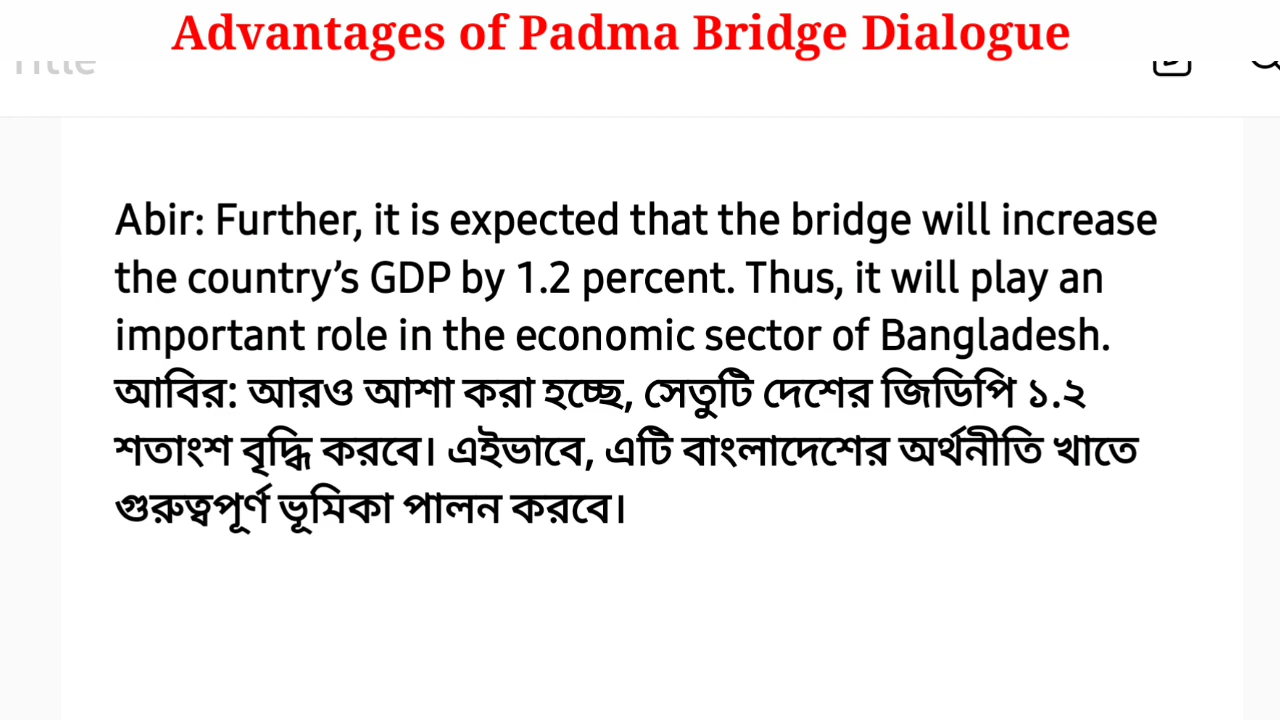 Advantages of Padma Bridge Dialogue
Title
Abir: Further, it is expected that the bridge will increase
the country’s GDP by 1.2 percent. Thus, it will play an
important role in the economic sector of Bangladesh.
আবির: আরও আশা করা হচ্ছে, সেতুটি দেশের জিডিপি ১.২
শতাংশ বৃদ্ধি করবে। এইভাবে, এটি বাংলাদেশের অর্থনীতি খাতে
গুরুত্বপূর্ণ ভূমিকা পালন করবে।